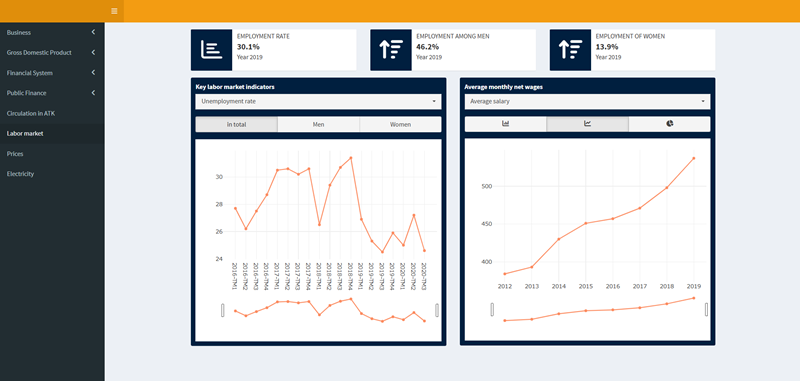 Business
Gross Domestic Product
Financial System
Public Finance
Circulation in ATK
Labor market
Prices
Electricity
EMPLOYMENT RATE
30.1%
Year 2019
EMPLOYMENT AMONG MEN
46.2%
Year 2019
EMPLOYMENT OF WOMEN
13.9%
Year 2019
Key labor market indicators
Unemployment rate
in total
Men
Women
30
28
26
24
2016-TM1
2016-TM2
2016-TM3
2016-TM4
2017-TM1
2017-TM2
2017-TM3
2017-TM4
2018-TM1
2018-TM2
2018-TM3
2018-TM4
2019-TM1
2019-TM2
2019-TM3
2019-TM4
2020-TM1
2020-TM2
2020-TM3
Average monthly net wages
Average salary
500
450
400
2012
2013
2014
2015
2016
2017
2018
2019